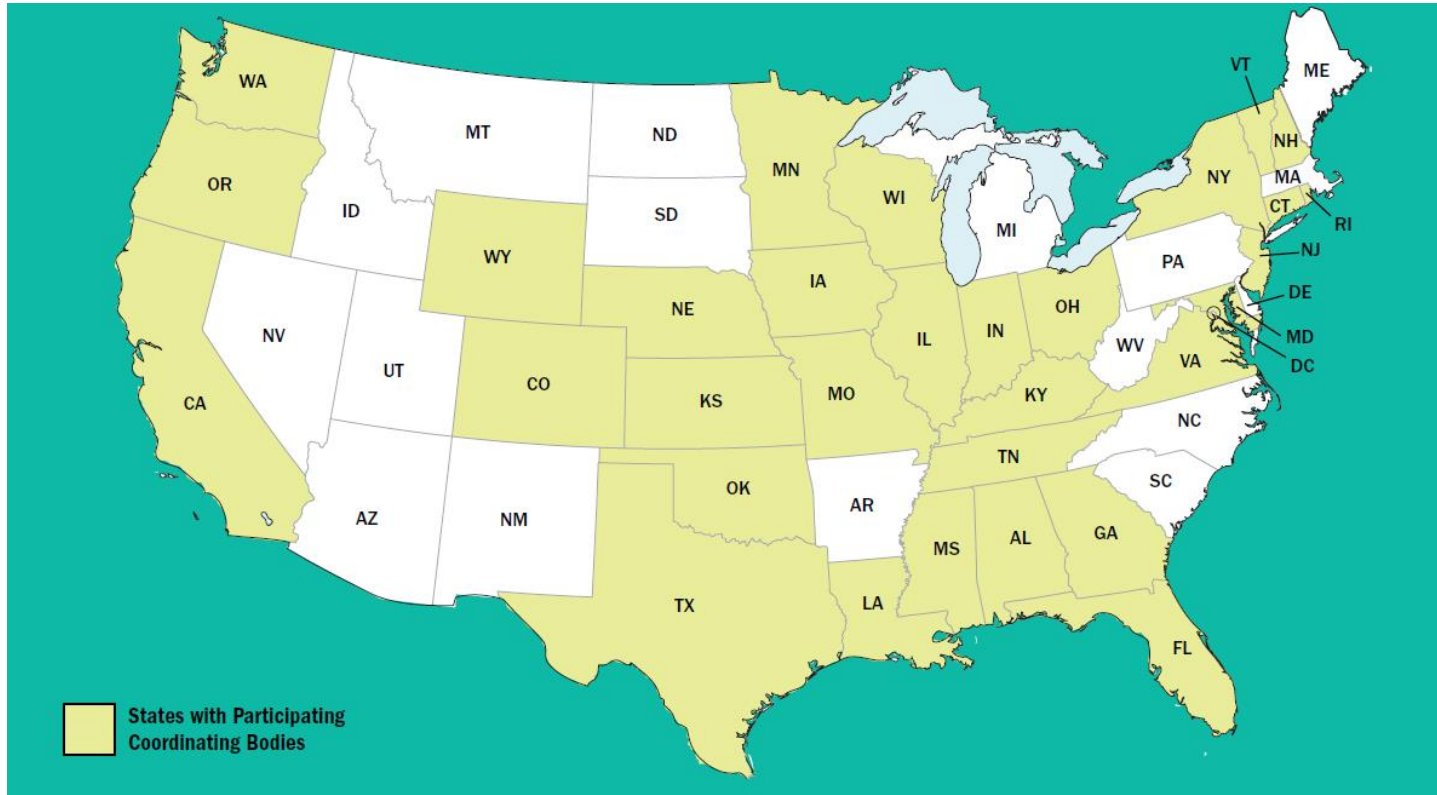 WA
MT
ND
MN
VT
ME
NH
OR
ID
SD
WI
NY
MA
CT
MI
RI
WY
NJ
PA
IA
NE
DE
OH
NV
IL
IN
MD
WV
DC
UT
VA
CO
MO
KY
CA
KS
NC
TN
SC
OK
AR
AZ
NM
GA
AL
MS
LA
TX
FL
States with Participating
Coordinating Bodies